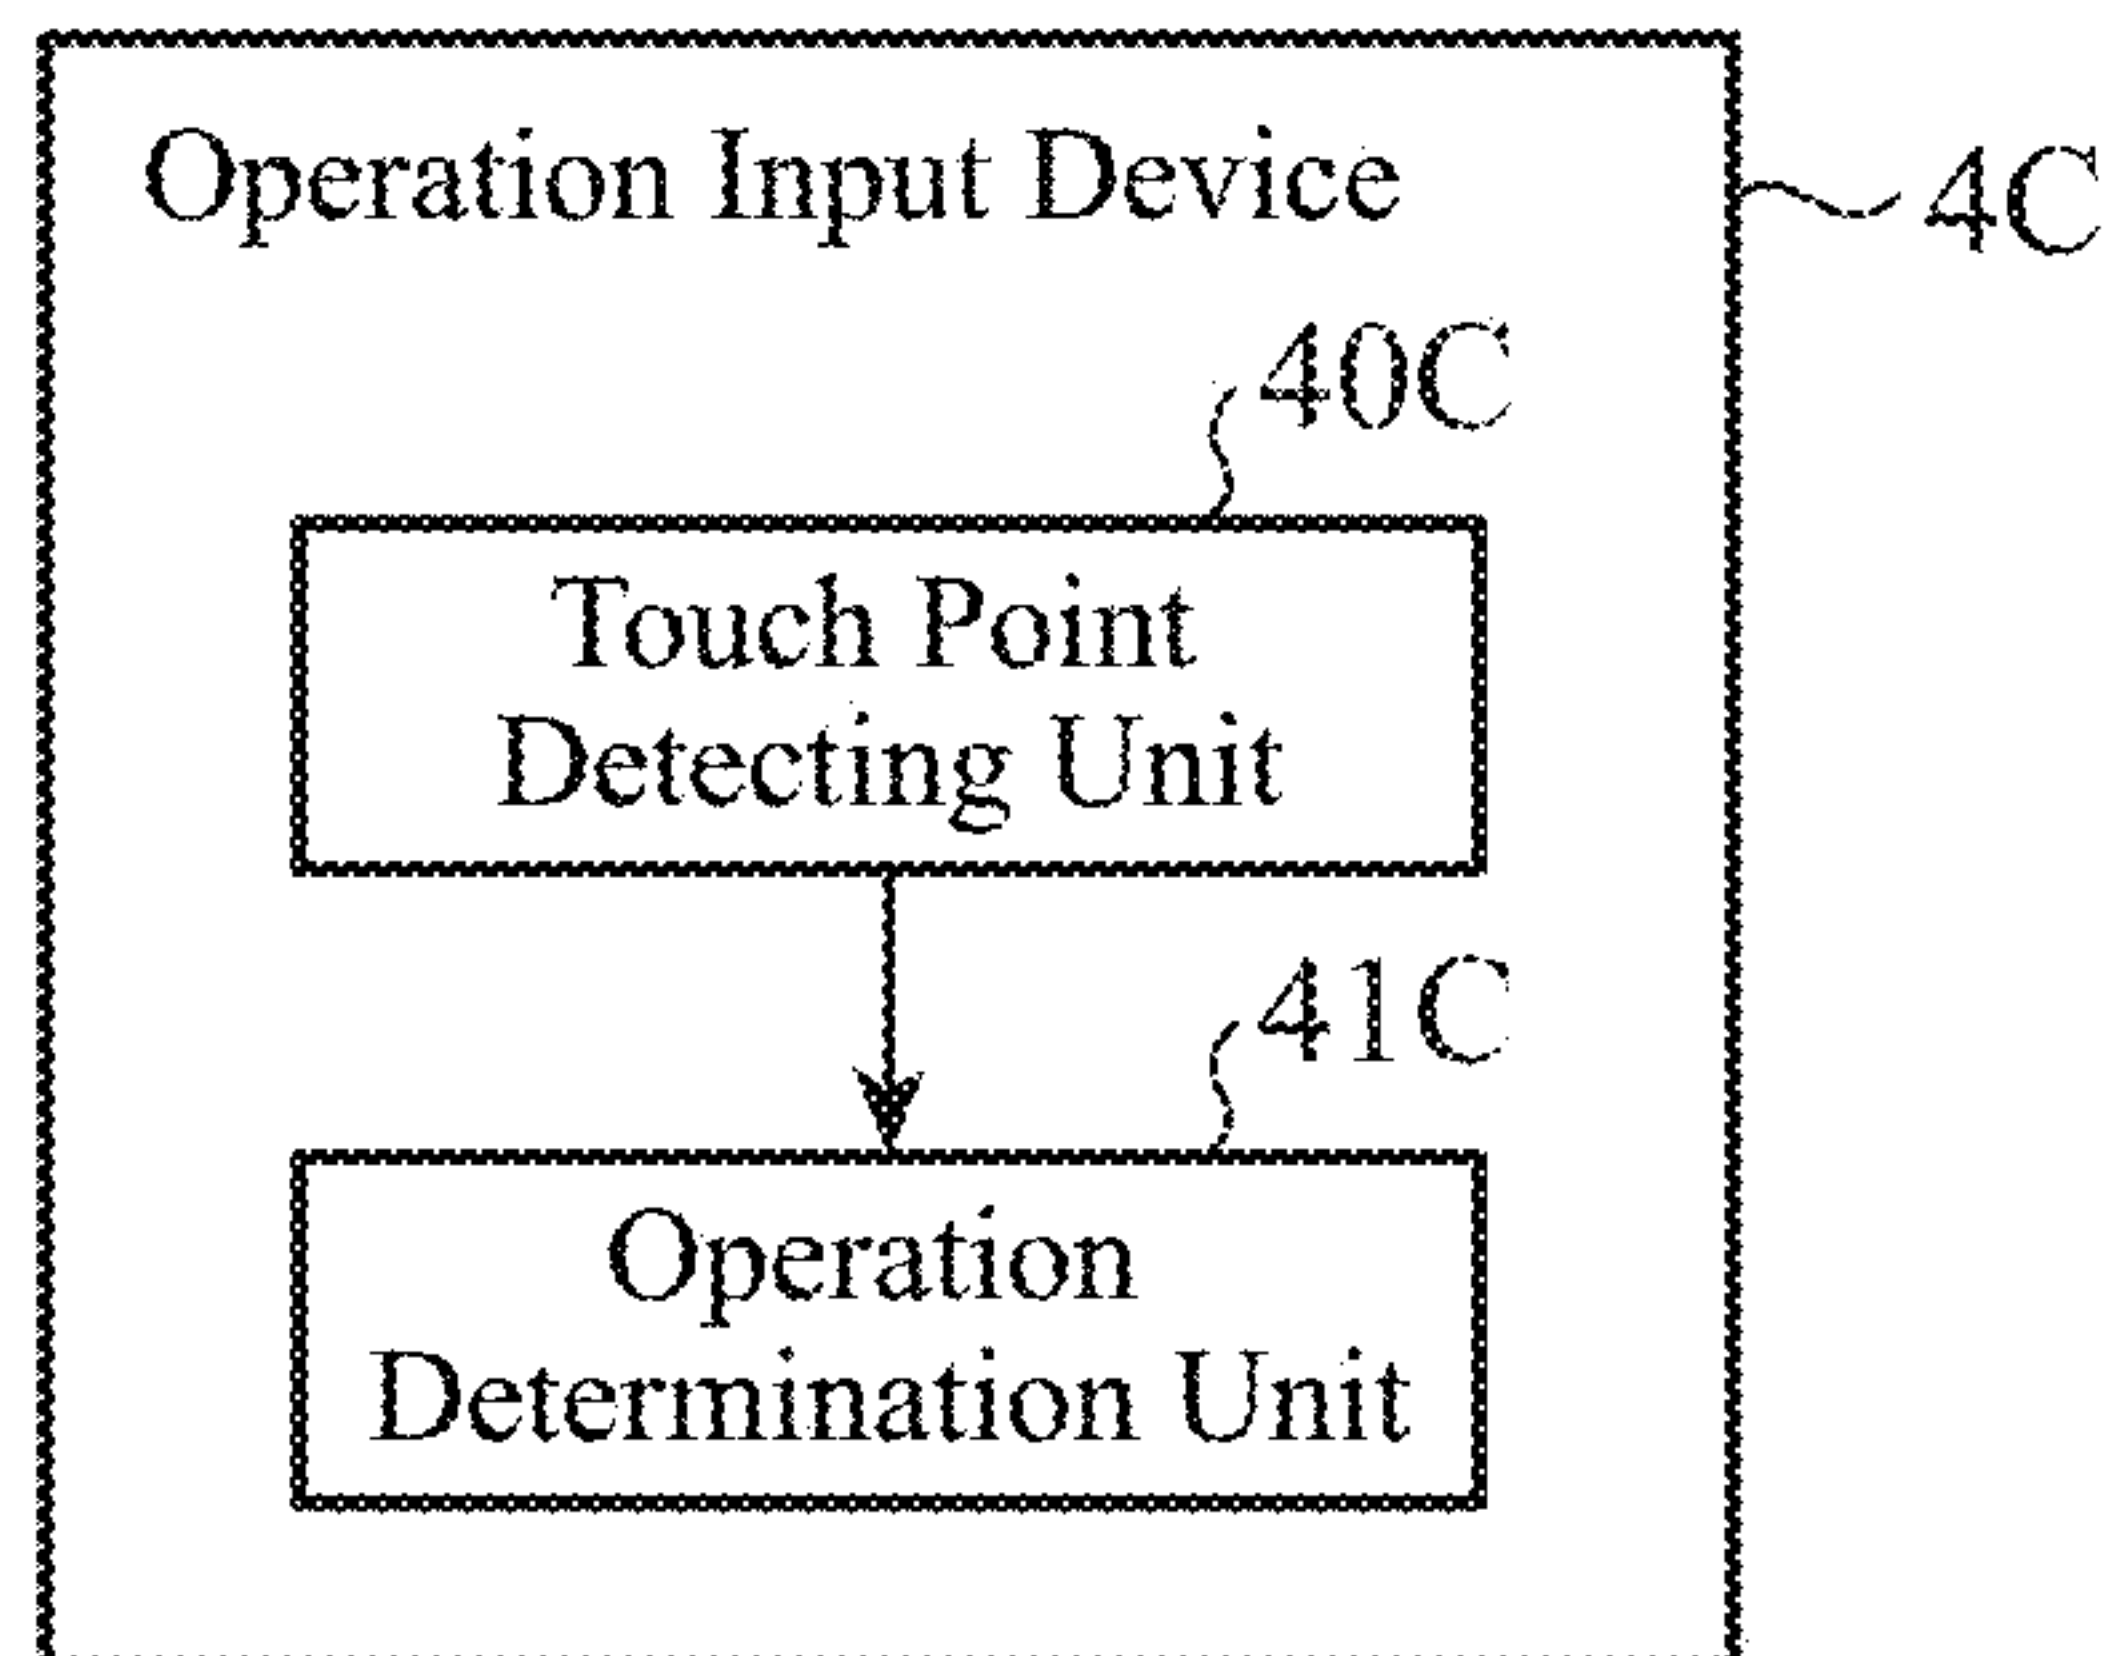 Operation Input Device
4C
40C
Touch Point
Detecting Unit
41C
Operation
Determination Unit